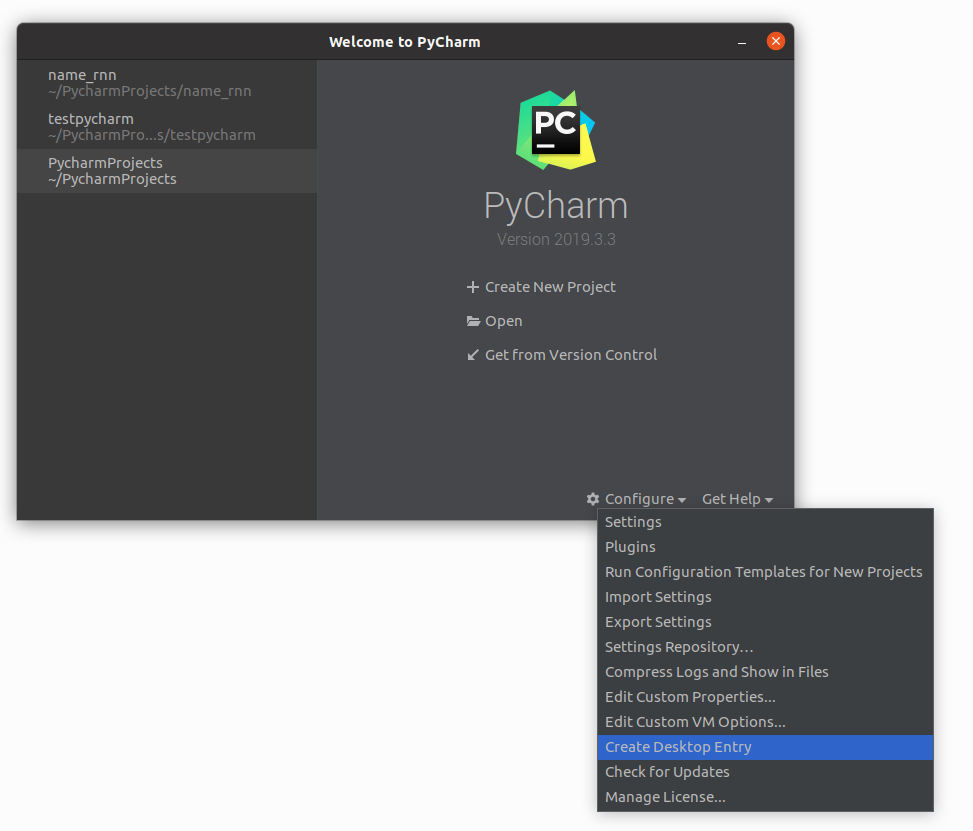 Welcome to PyCharm
name_rnn
~/PycharmProjects/name_rnn
testpycharm
~/PycharmPro...s/testpycharm
PycharmProjects
~/PycharmProjects
PC
PyCharm
Version 2019.3.3
Create New Project
Open
Get from Version Control
Configure
Get Help
Settings
Plugins
Run Configuration Templates for New Projects
Import Settings
Export Settings
Settings Repository...
Compress Logs and Show in Files
Edit Custom Properties...
Edit Custom VM Options...
Create Desktop Entry
Check for Updates
Manage License...